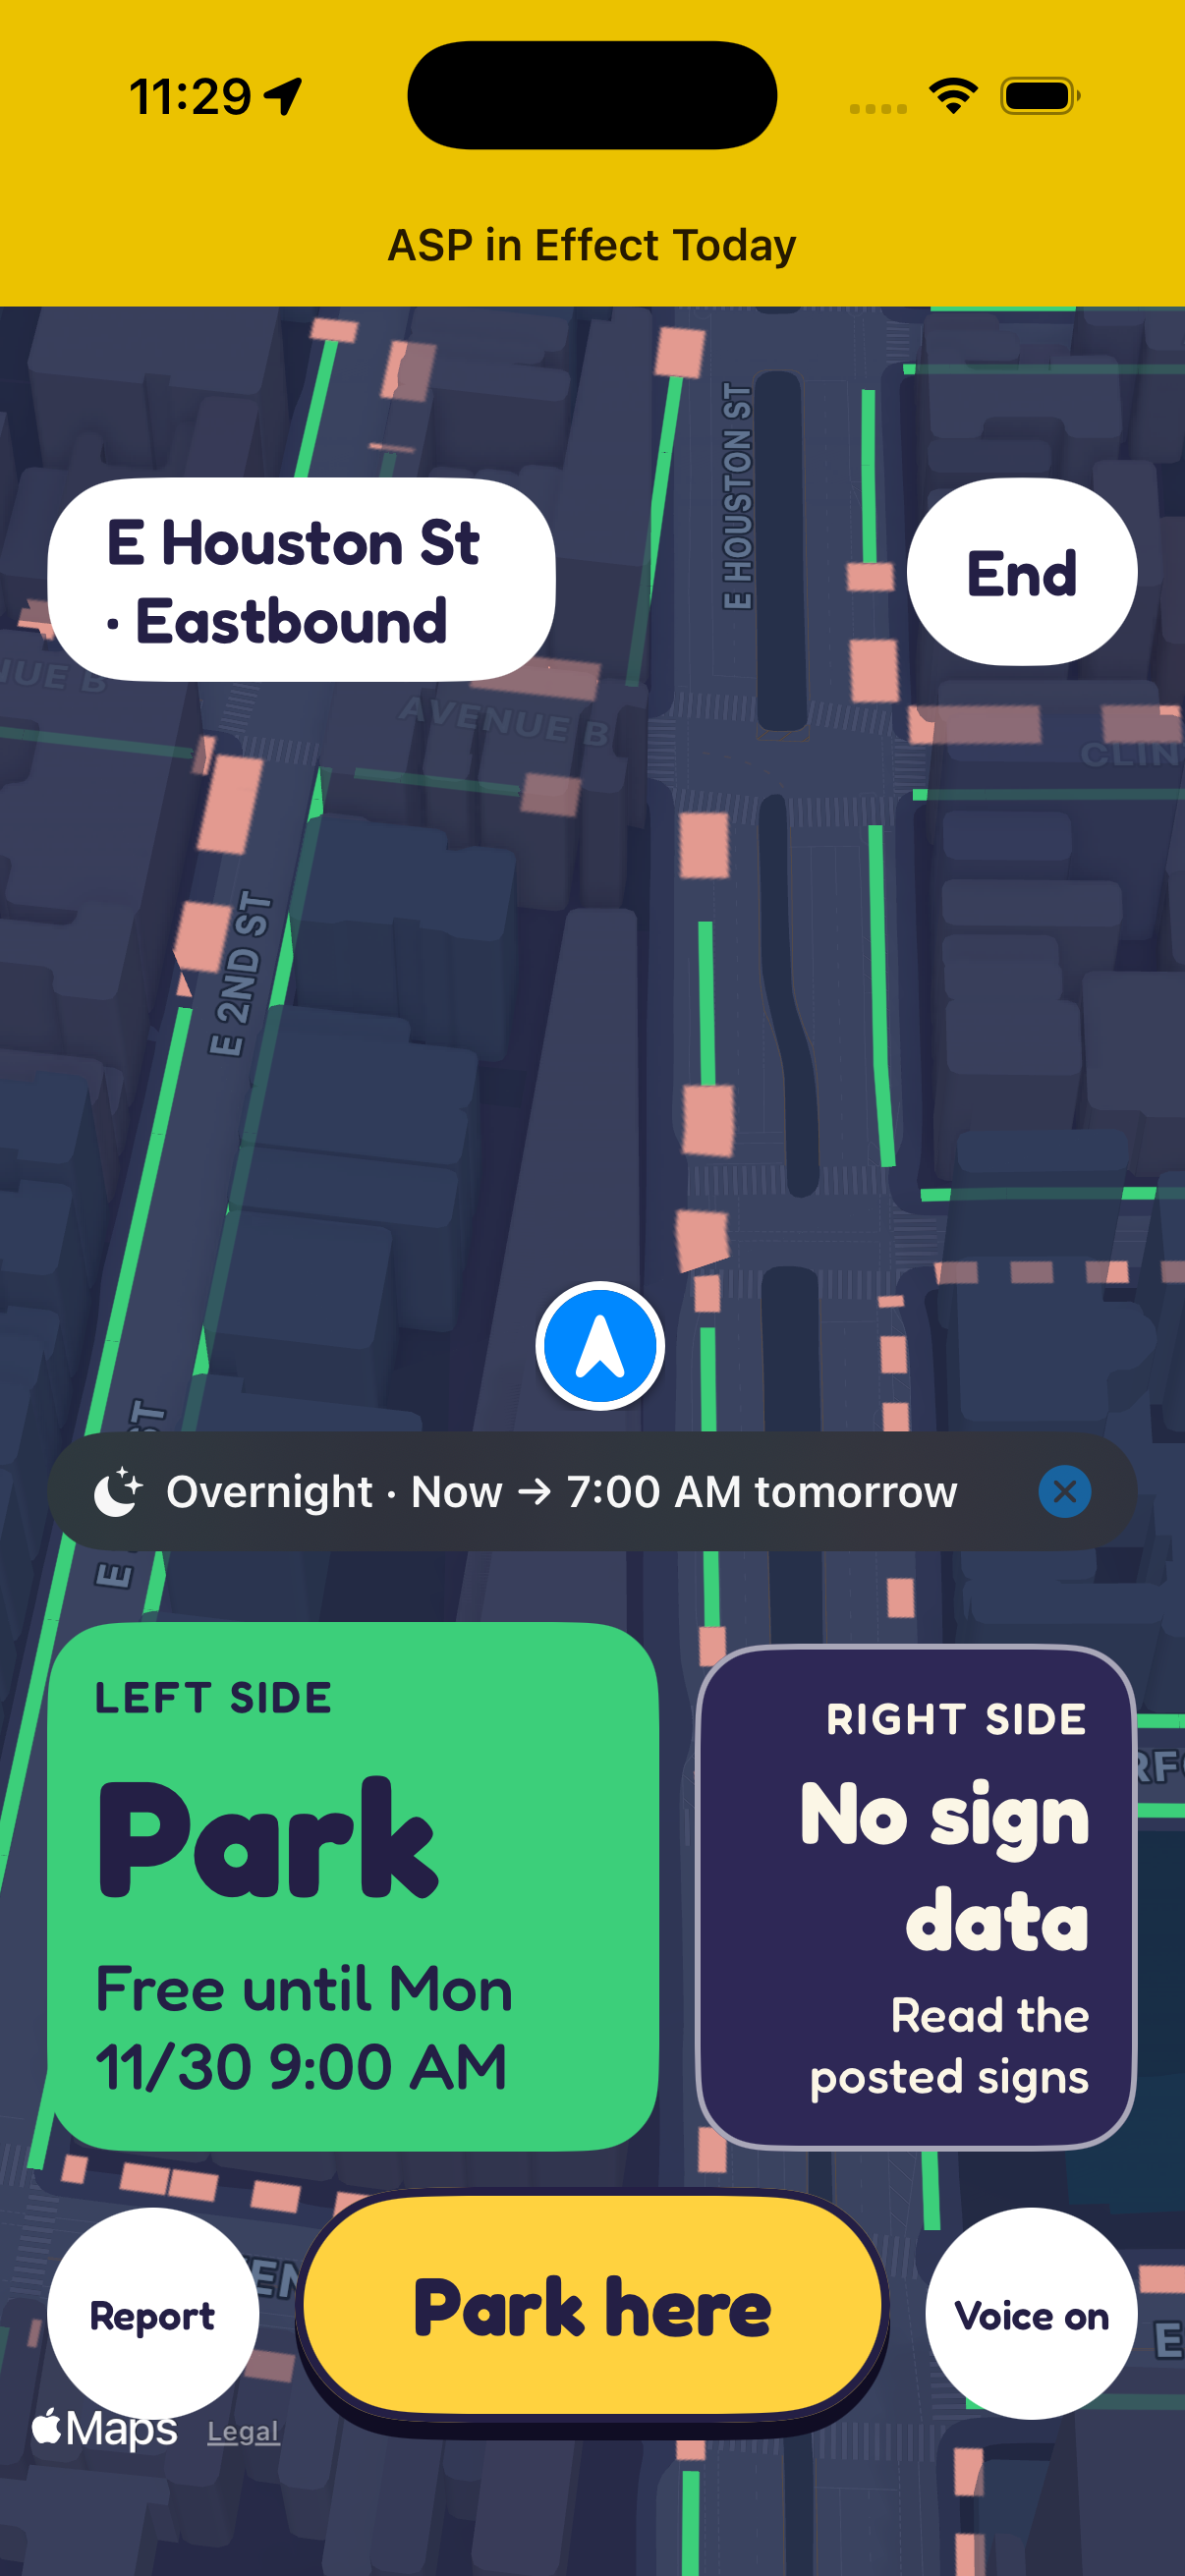 11:29
ASP in Effect Today
E HOUSTON ST
E Houston St
· Eastbound
End
AVENUE B
E 2ND ST
Overnight · Now → 7:00 AM tomorrow
LEFT SIDE
Park
Free until Mon
11/30 9:00 AM
RIGHT SIDE
No sign
data
Read the
posted signs
Report
Park here
Voice on
Maps
Legal